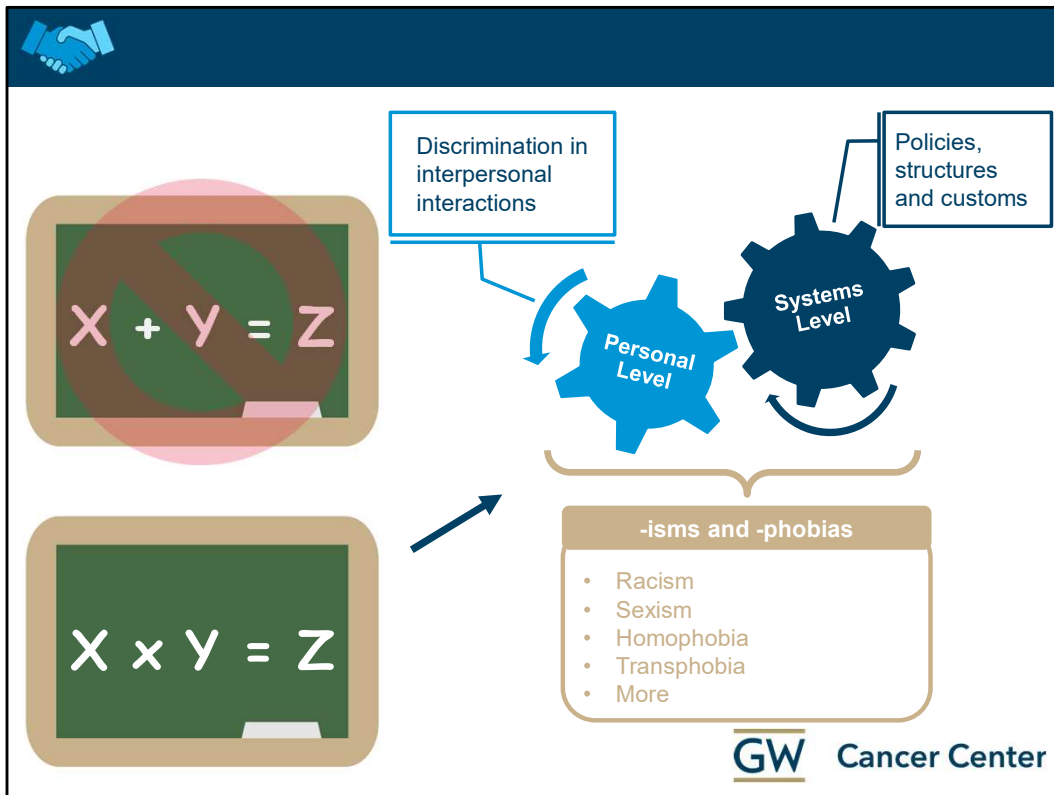 X + Y = Z
X x Y = Z
Discrimination in
interpersonal
interactions
Policies,
structures
and customs
Personal
Level
Systems
Level
-isms and -phobias
• Racism
• Sexism
• Homophobia
• Transphobia
• More
GW Cancer Center